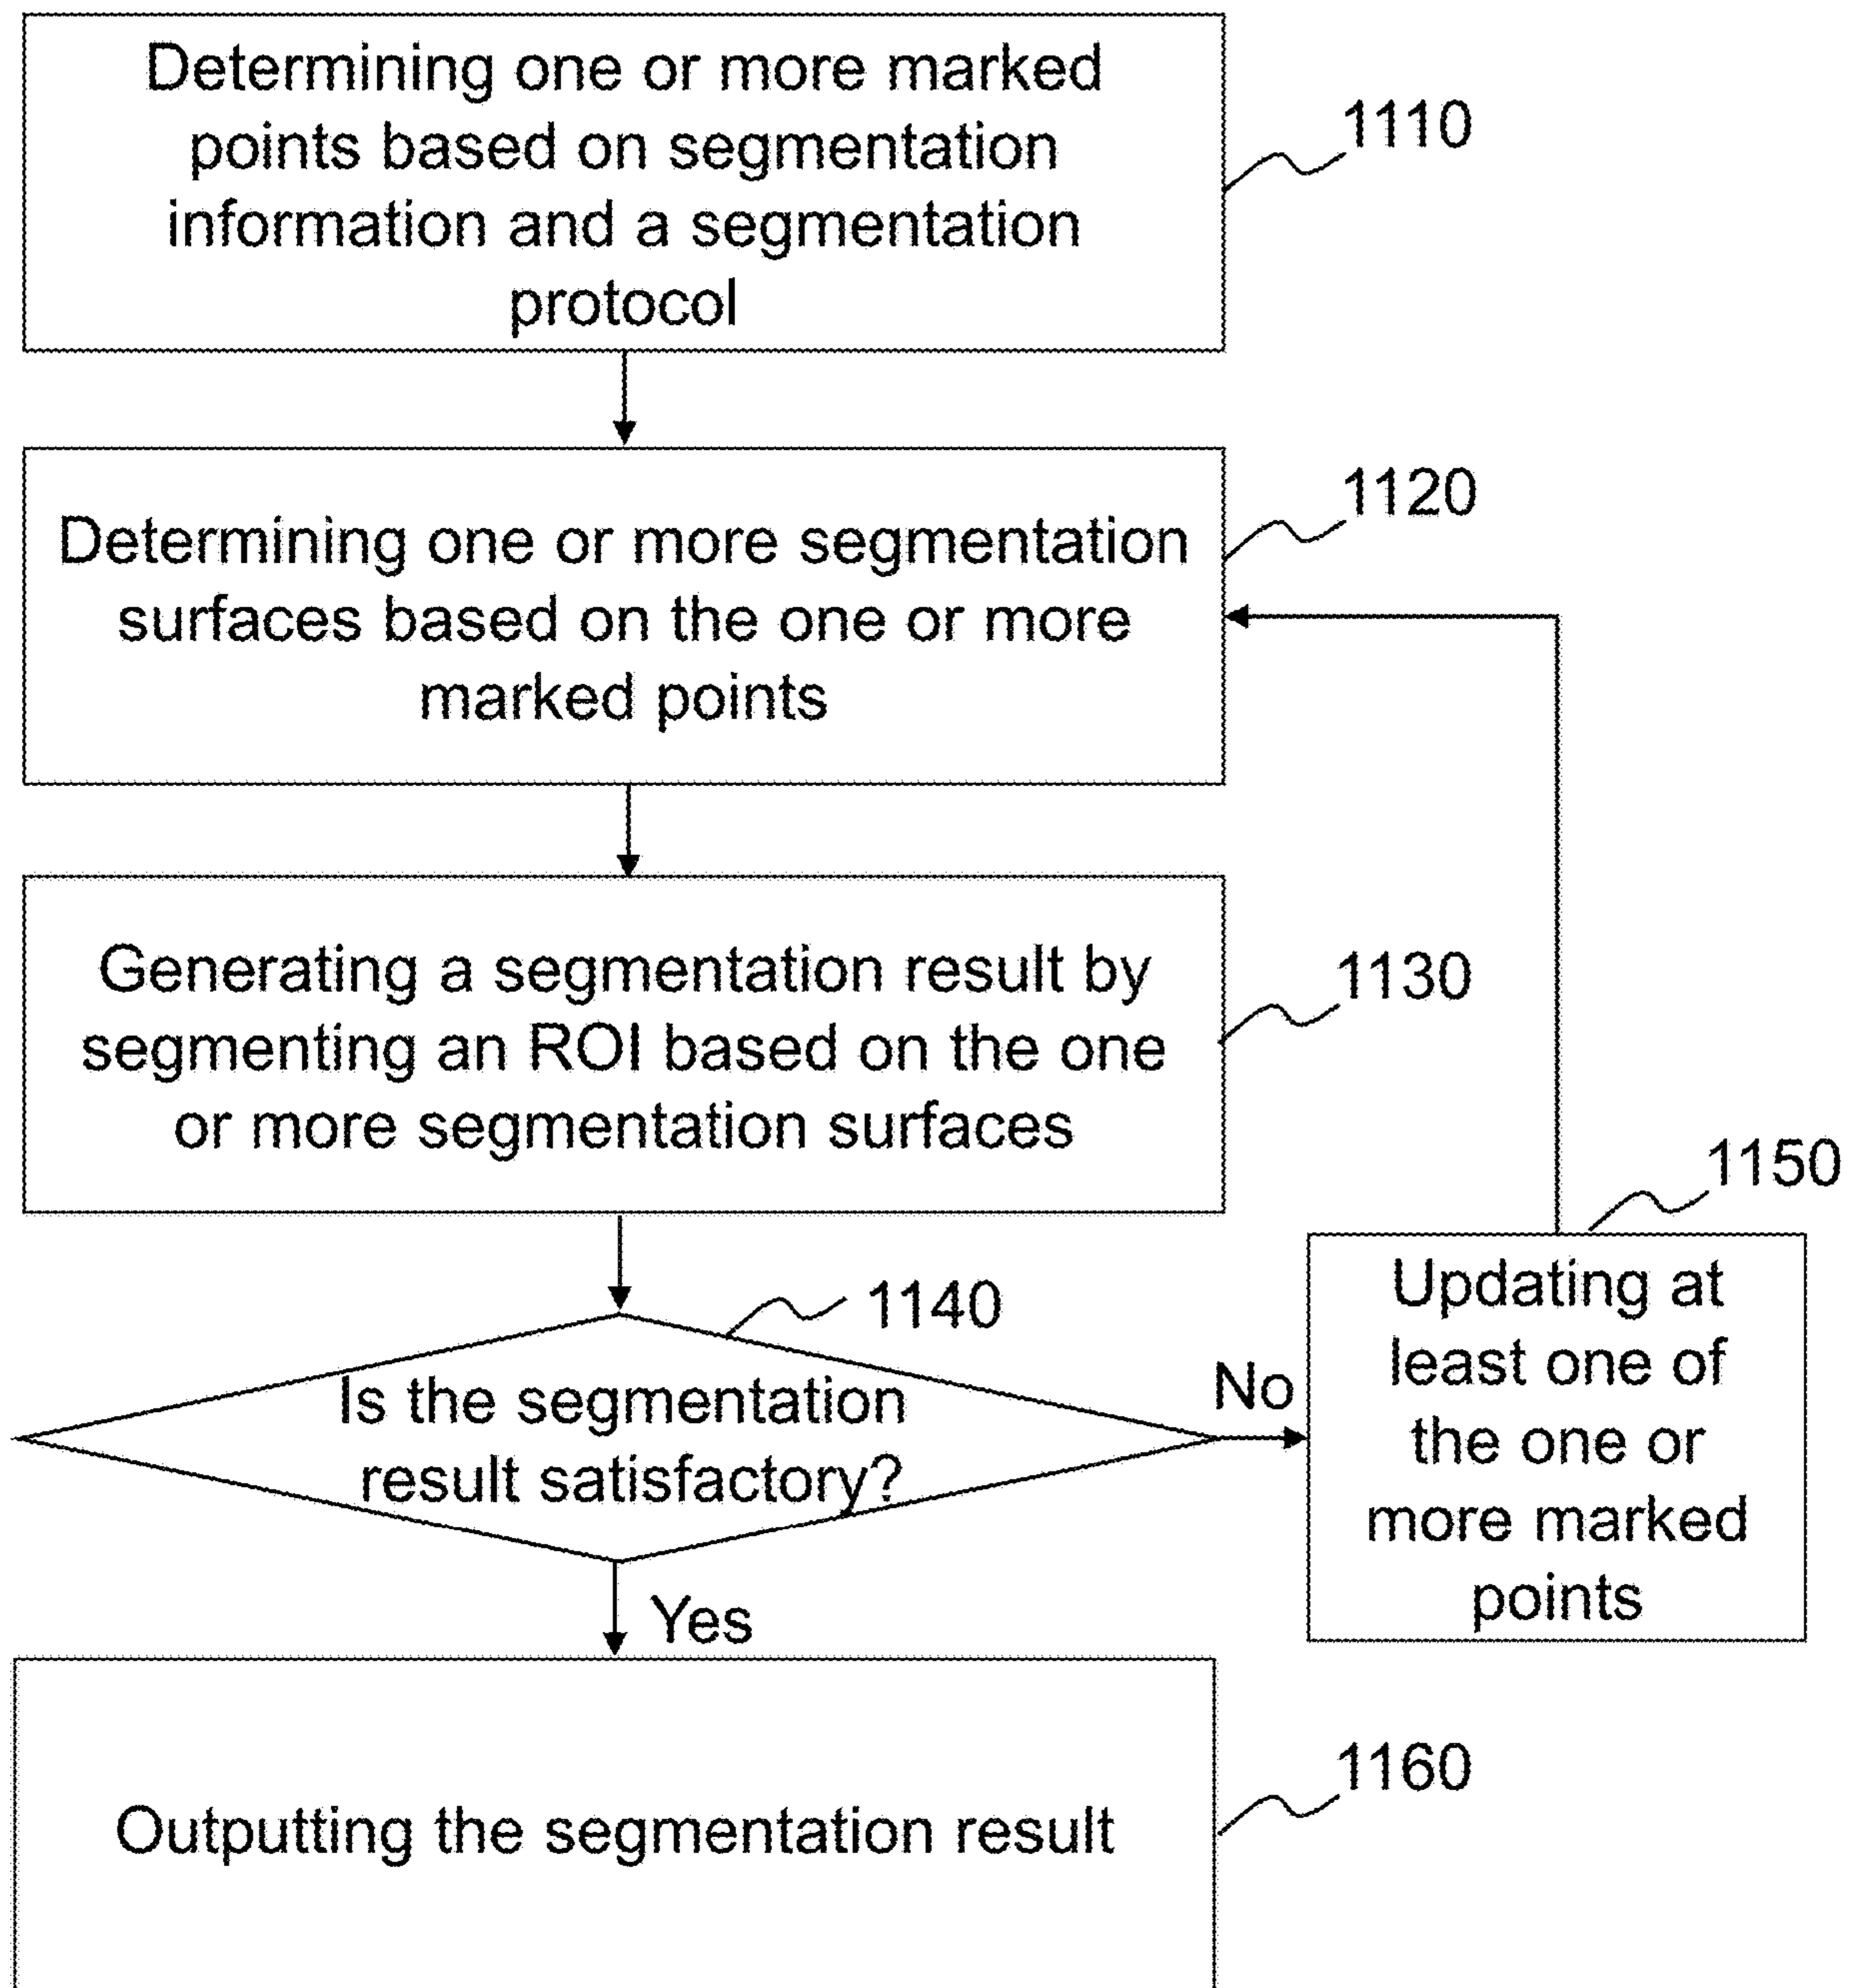 Determining one or more marked
points based on segmentation
information and a segmentation
protocol
1110
Determining one or more segmentation
surfaces based on the one or more
marked points
1120
Generating a segmentation result by
segmenting an ROI based on the one
or more segmentation surfaces
1130
Is the segmentation
result satisfactory?
1140
No
Updating at
least one of
the one or
more marked
points
1150
Yes
Outputting the segmentation result
1160